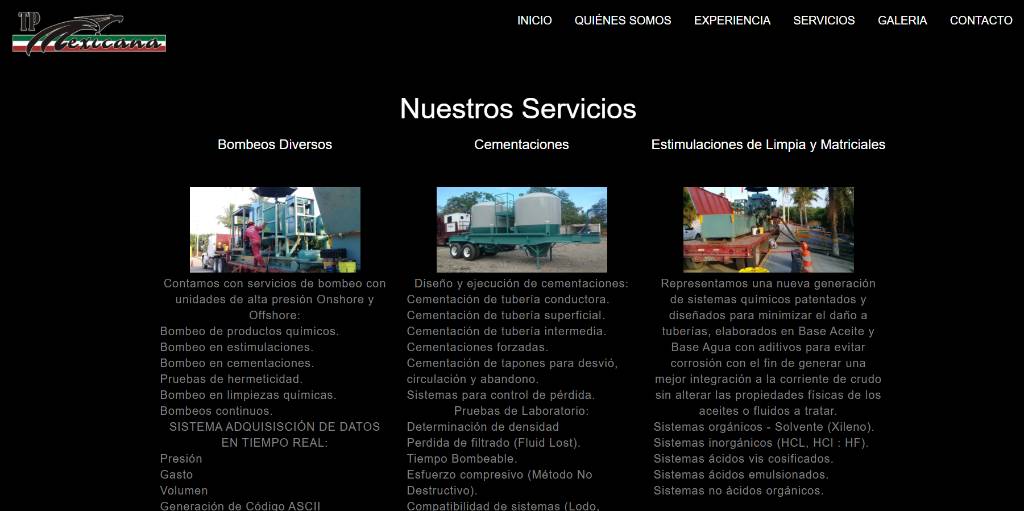 TP
Mexicana
INICIO
QUIÉNES SOMOS
EXPERIENCIA
SERVICIOS
GALERIA
CONTACTO
Nuestros Servicios
Bombeos Diversos
Contamos con servicios de bombeo con
unidades de alta presión Onshore y
Offshore:
Bombeo de productos químicos.
Bombeo en estimulaciones.
Bombeo en cementaciones.
Pruebas de hermeticidad.
Bombeo en limpiezas químicas.
Bombeos continuos.
SISTEMA ADQUISISCIÓN DE DATOS
EN TIEMPO REAL:
Presión
Gasto
Volumen
Generación de Código ASCII
Cementaciones
Diseño y ejecución de cementaciones:
Cementación de tubería conductora.
Cementación de tubería superficial.
Cementación de tubería intermedia.
Cementaciones forzadas.
Cementación de tapones para desvió,
circulación y abandono.
Sistemas para control de pérdida.
Pruebas de Laboratorio:
Determinación de densidad
Perdida de filtrado (Fluid Lost).
Tiempo Bombeable.
Esfuerzo compresivo (Método No
Destructivo).
Compatibilidad de sistemas (Lodo,
Estimulaciones de Limpia y Matriciales
Representamos una nueva generación
de sistemas químicos patentados y
diseñados para minimizar el daño a
tuberías, elaborados en Base Aceite y
Base Agua con aditivos para evitar
corrosión con el fin de generar una
mejor integración a la corriente de crudo
sin alterar las propiedades físicas de los
aceites o fluidos a tratar.
Sistemas orgánicos - Solvente (Xileno).
Sistemas inorgánicos (HCL, HCl : HF).
Sistemas ácidos vis cosificados.
Sistemas ácidos emulsionados.
Sistemas no ácidos orgánicos.